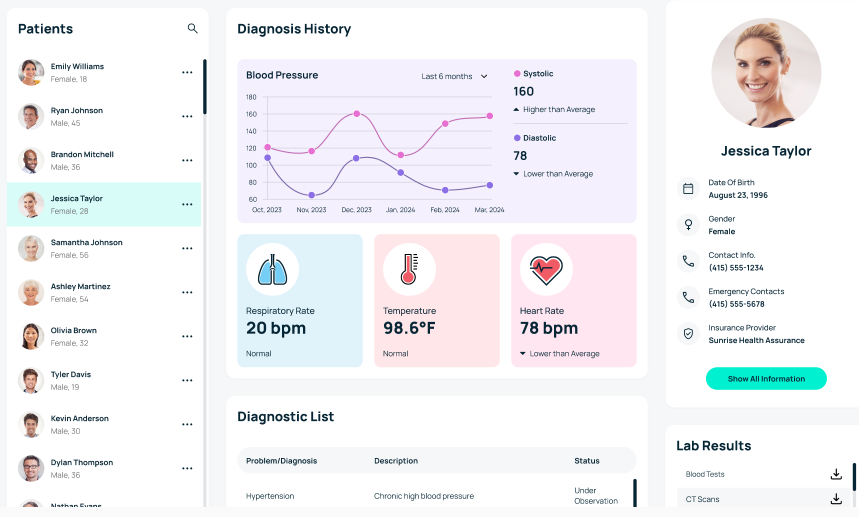 Patients
Emily Williams
Female, 18
Ryan Johnson
Male, 45
Brandon Mitchell
Male, 36
Jessica Taylor
Female, 28
Samantha Johnson
Female, 56
Ashley Martinez
Female, 54
Olivia Brown
Female, 32
Tyler Davis
Male, 19
Kevin Anderson
Male, 30
Dylan Thompson
Male, 36
Nathan Evans
Diagnosis History
Blood Pressure
Last 6 months
180
160
140
120
100
80
60
Oct, 2023
Nov, 2023
Dec, 2023
Jan, 2024
Feb, 2024
Mar, 2024
Systolic
160
Higher than Average
Diastolic
78
Lower than Average
Respiratory Rate
20 bpm
Normal
Temperature
98.6°F
Normal
Heart Rate
78 bpm
Lower than Average
Diagnostic List
Problem/Diagnosis
Description
Status
Hypertension
Chronic high blood pressure
Under
Observation
Jessica Taylor
Date Of Birth
August 23, 1996
Gender
Female
Contact Info.
(415) 555-1234
Emergency Contacts
(415) 555-5678
Insurance Provider
Sunrise Health Assurance
Show All Information
Lab Results
Blood Tests
CT Scans